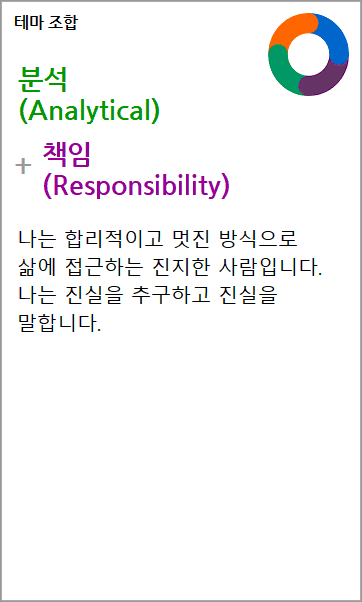 테마 조합
분석
(Analytical)
+ 책임
(Responsibility)
나는 합리적이고 멋진 방식으로
삶에 접근하는 진지한 사람입니다.
나는 진실을 추구하고 진실을
말합니다.